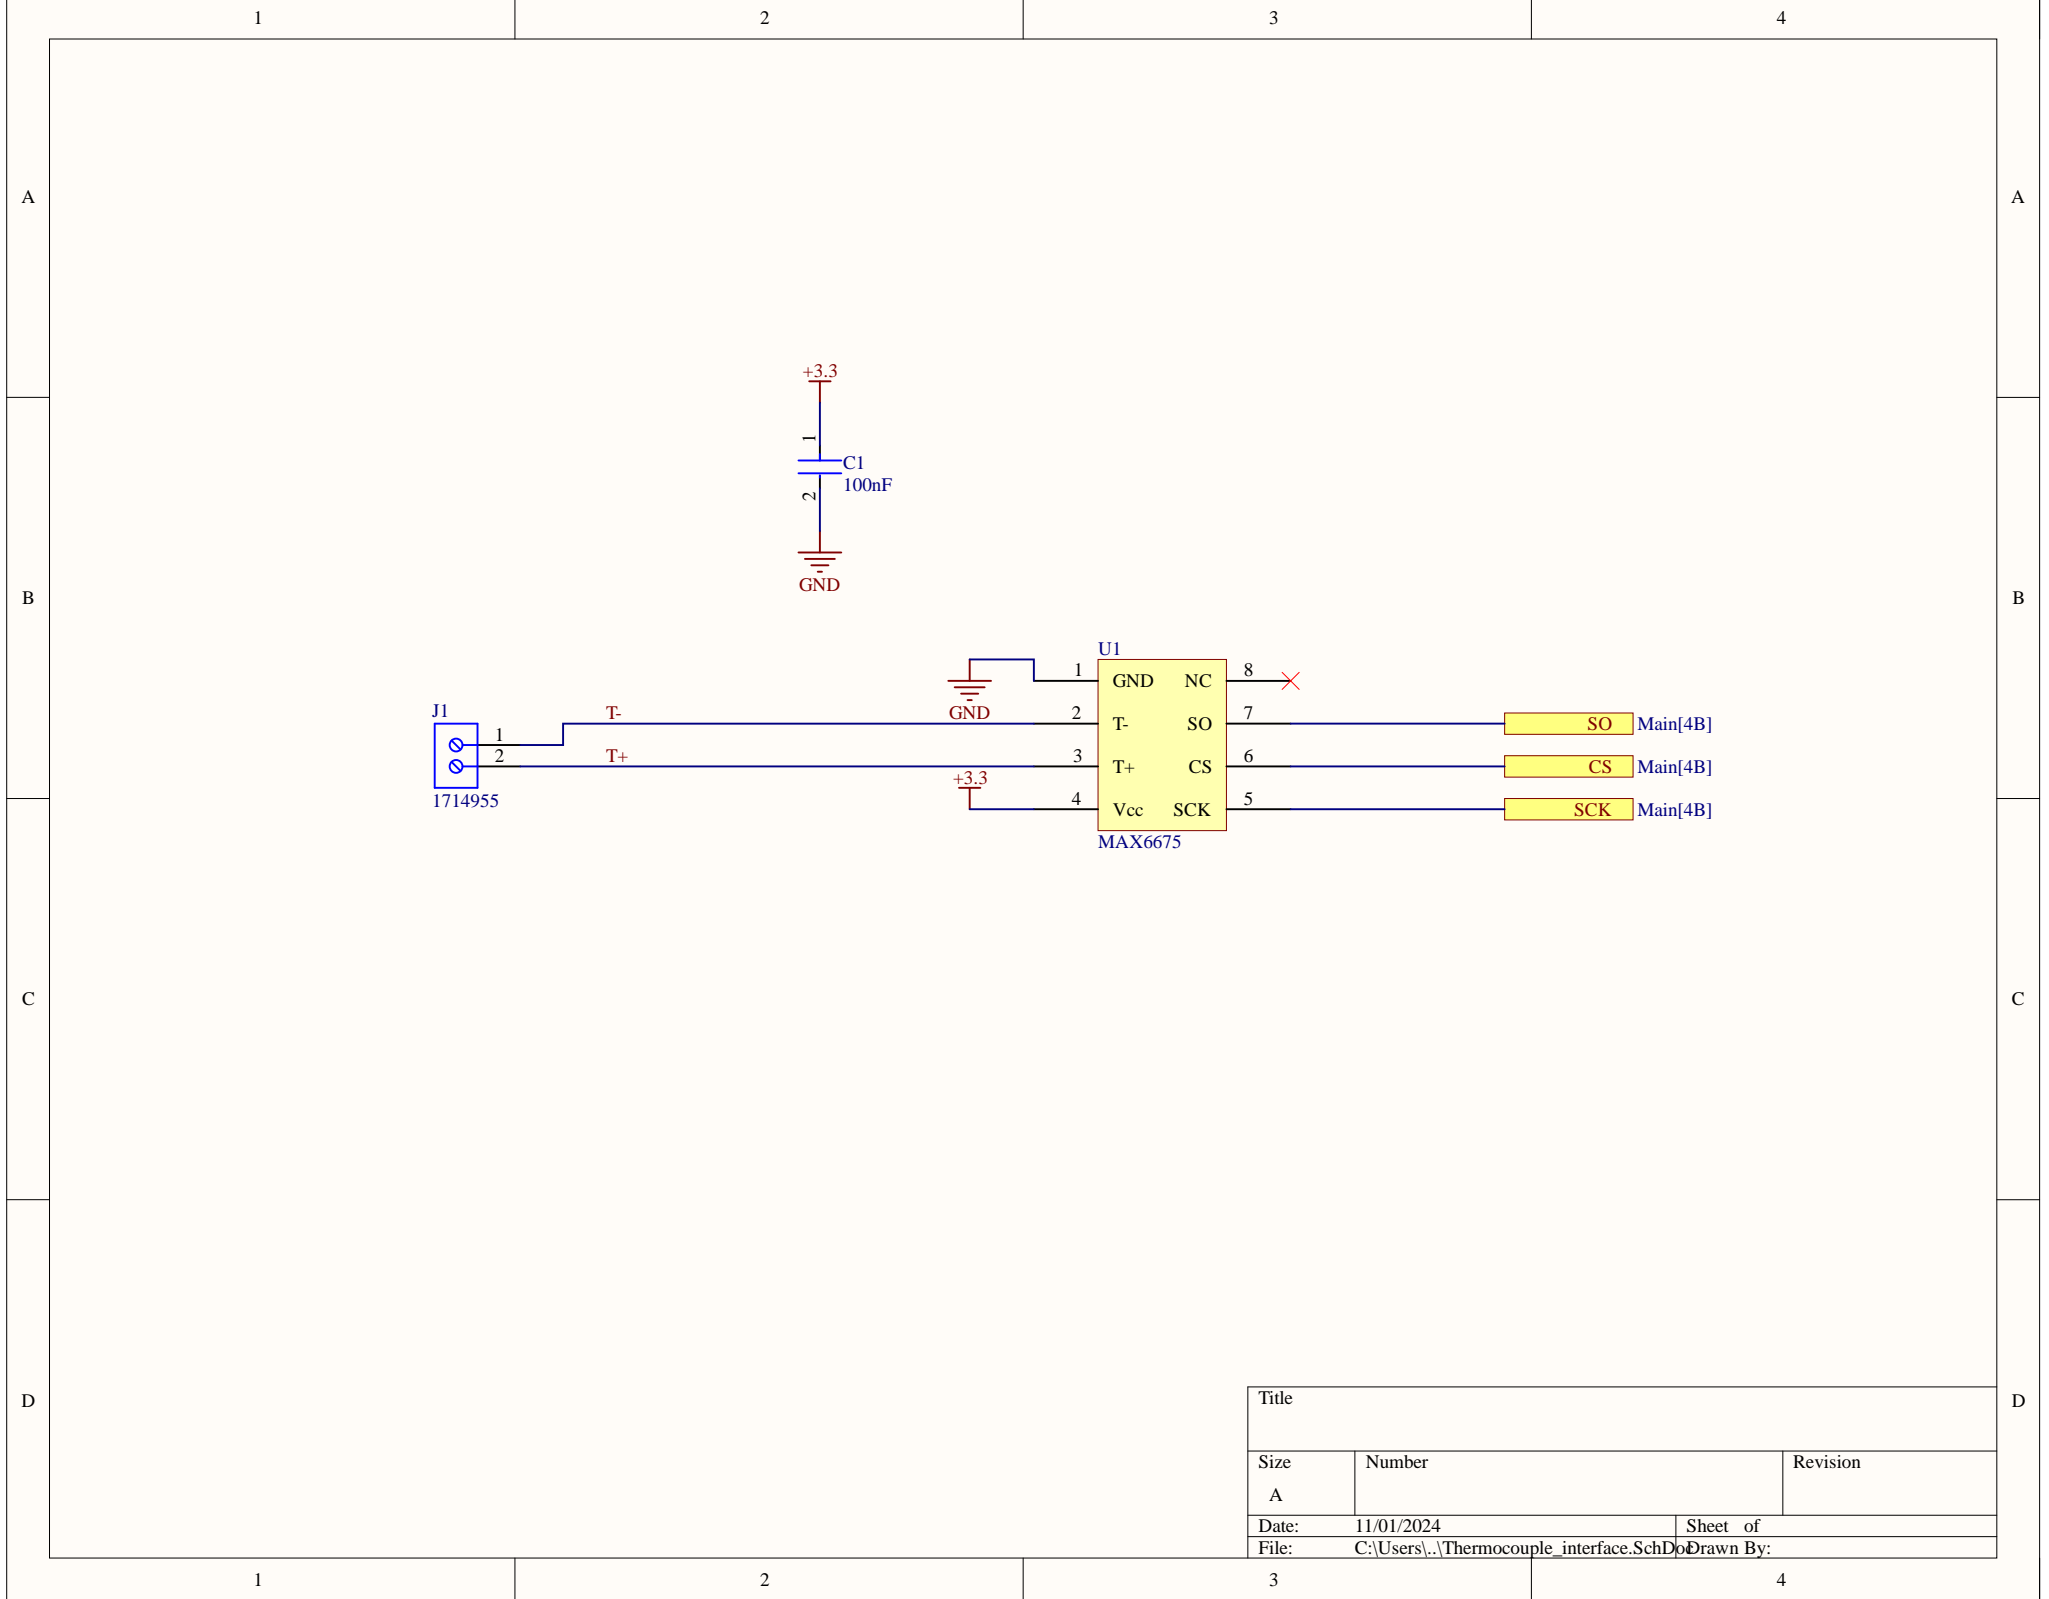 1 2 3 4
A A
+3.3
1
C1
100nF
2
GND
B B
U1
1 GND NC 8
GND
J1
T- 2 T- SO 7 SO Main[4B]
1
2 T+ 3 T+ CS 6 CS Main[4B]
+3.3
1714955 4 Vcc SCK 5 SCK Main[4B]
MAX6675
C C
D D
Title
Size Number Revision
A
Date: 11/01/2024 Sheet of
File: C:\Users\..\Thermocouple_interface.SchDoc Drawn By:
1 2 3 4